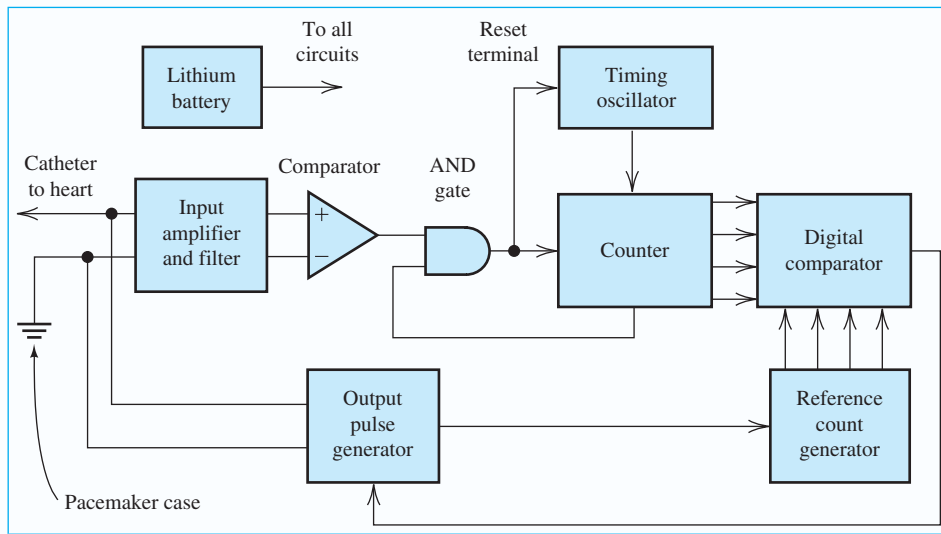 To all
circuits
Reset
terminal
Lithium
battery
Timing
oscillator
Catheter
to heart
Comparator
AND
gate
Input
amplifier
and filter
+
−
Counter
Digital
comparator
Output
pulse
generator
Reference
count
generator
Pacemaker case